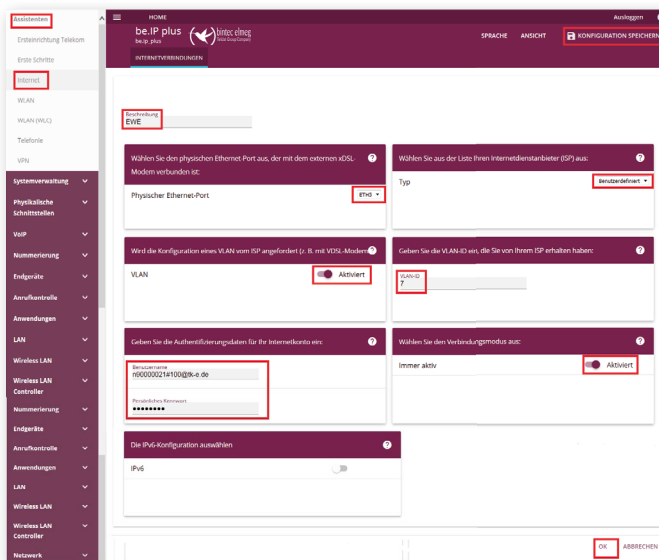 Assistenten
Ersteinrichtung Telekom
Erste Schritte
Internet
WLAN
WLAN (WLC)
Telefonie
VPN
Systemverwaltung
Physikalische
Schnittstellen
VoIP
Nummerierung
Endgeräte
Anrufkontrolle
Anwendungen
LAN
Wireless LAN
Wireless LAN
Controller
Nummerierung
Endgeräte
Anrufkontrolle
Anwendungen
LAN
Wireless LAN
Wireless LAN
Controller
Netzwerk
HOME
Ausloggen
be.IP plus
be.ip_plus
bintec elmeg
SPRACHE
ANSICHT
KONFIGURATION SPEICHERN
INTERNETVERBINDUNGEN
Beschreibung
EWE
Wählen Sie den physischen Ethernet-Port aus, der mit dem externen xDSL-
Modem verbunden ist:
Physischer Ethernet-Port
ETH5
Wählen Sie aus der Liste Ihren Internetdienstanbieter (ISP) aus:
Typ
Benutzerdefiniert
Wird die Konfiguration eines VLAN vom ISP angefordert (z. B. mit VDSL-Modem
VLAN
Aktiviert
Geben Sie die VLAN-ID ein, die Sie von Ihrem ISP erhalten haben:
VLAN-ID
7
Geben Sie die Authentifizierungsdaten für Ihr Internetkonto ein:
Benutzername
n90000021#100@tk-e.de
Persönliches Kennwort
••••••••
Wählen Sie den Verbindungsmodus aus:
Immer aktiv
Aktiviert
Die IPv6-Konfiguration auswählen
IPv6
OK
ABBRECHEN